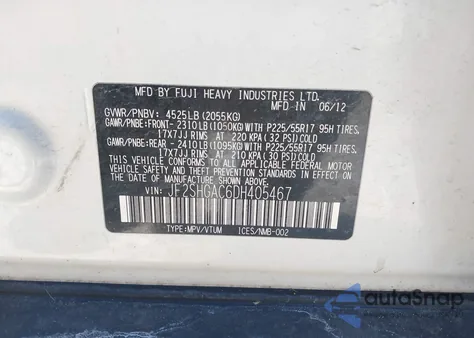 MFD BY FUJI HEAVY INDUSTRIES LTD.
MFD-IN 06/12
GVWR/PNBV: 4525LB (2055KG)
GAWR/PNBE:FRONT- 2310LB(1050KG)WITH P225/55R17 95H TIRES,
17X7JJ RIMS AT 220 KPA( 32 PSI)COLD
GAWR/PNBE:REAR - 2410LB(1095KG)WITH P225/55R17 95H TIRES,
17X7JJ RIMS AT 210 KPA( 30 PSI)COLD
THIS VEHICLE CONFORMS TO ALL APPLICABLE FEDERAL MOTOR
VEHICLE SAFETY AND THEFT PREVENTION STANDARDS IN EFFECT
ON THE DATE OF MANUFACTURE SHOWN ABOVE.
VIN: JF2SHGAC6DH405467
TYPE:MPV/VTUM ICES/NMB-002
autoSnap